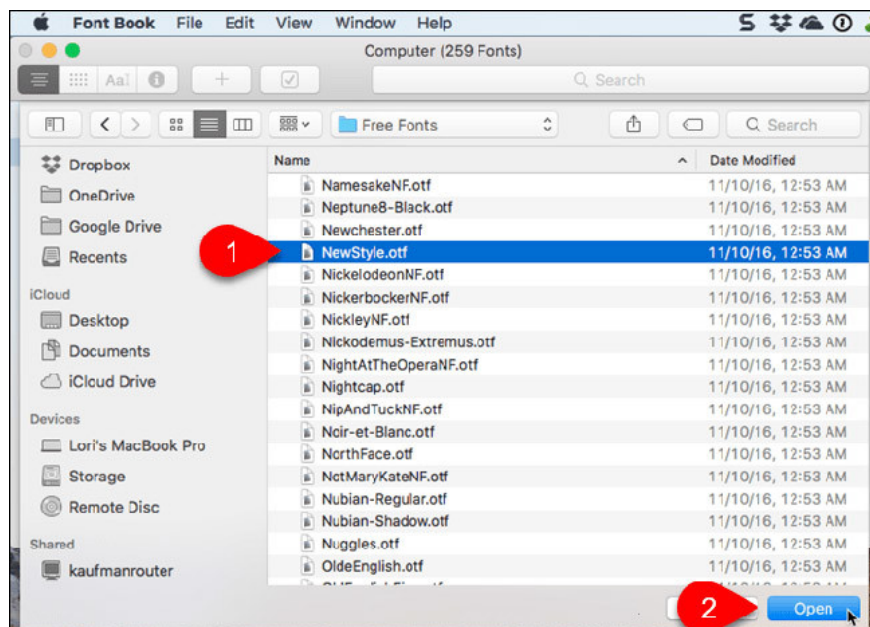 Font Book File Edit View Window Help
Computer (259 Fonts)
AaI Search
Free Fonts Search
Name Date Modified
Dropbox
OneDrive
Google Drive
Recents
iCloud
Desktop
Documents
iCloud Drive
Devices
Lori's MacBook Pro
Storage
Remote Disc
Shared
kaufmanrouter
NamesakeNF.otf 11/10/16, 12:53 AM
Neptune8-Black.otf 11/10/16, 12:53 AM
Newchester.otf 11/10/16, 12:53 AM
1 NewStyle.otf 11/10/16, 12:53 AM
NickelodeonNF.otf 11/10/16, 12:53 AM
NickerbockerNF.otf 11/10/16, 12:53 AM
NickleyNF.otf 11/10/16, 12:53 AM
Nickodemus-Extremus.otf 11/10/16, 12:53 AM
NightAtTheOperaNF.otf 11/10/16, 12:53 AM
Nightcap.otf 11/10/16, 12:53 AM
NipAndTuckNF.otf 11/10/16, 12:53 AM
Noir-et-Blanc.otf 11/10/16, 12:53 AM
NorthFace.otf 11/10/16, 12:53 AM
NotMaryKateNF.otf 11/10/16, 12:53 AM
Nubian-Regular.otf 11/10/16, 12:53 AM
Nubian-Shadow.otf 11/10/16, 12:53 AM
Nuggles.otf 11/10/16, 12:53 AM
OldeEnglish.otf 11/10/16, 12:53 AM
2 Open